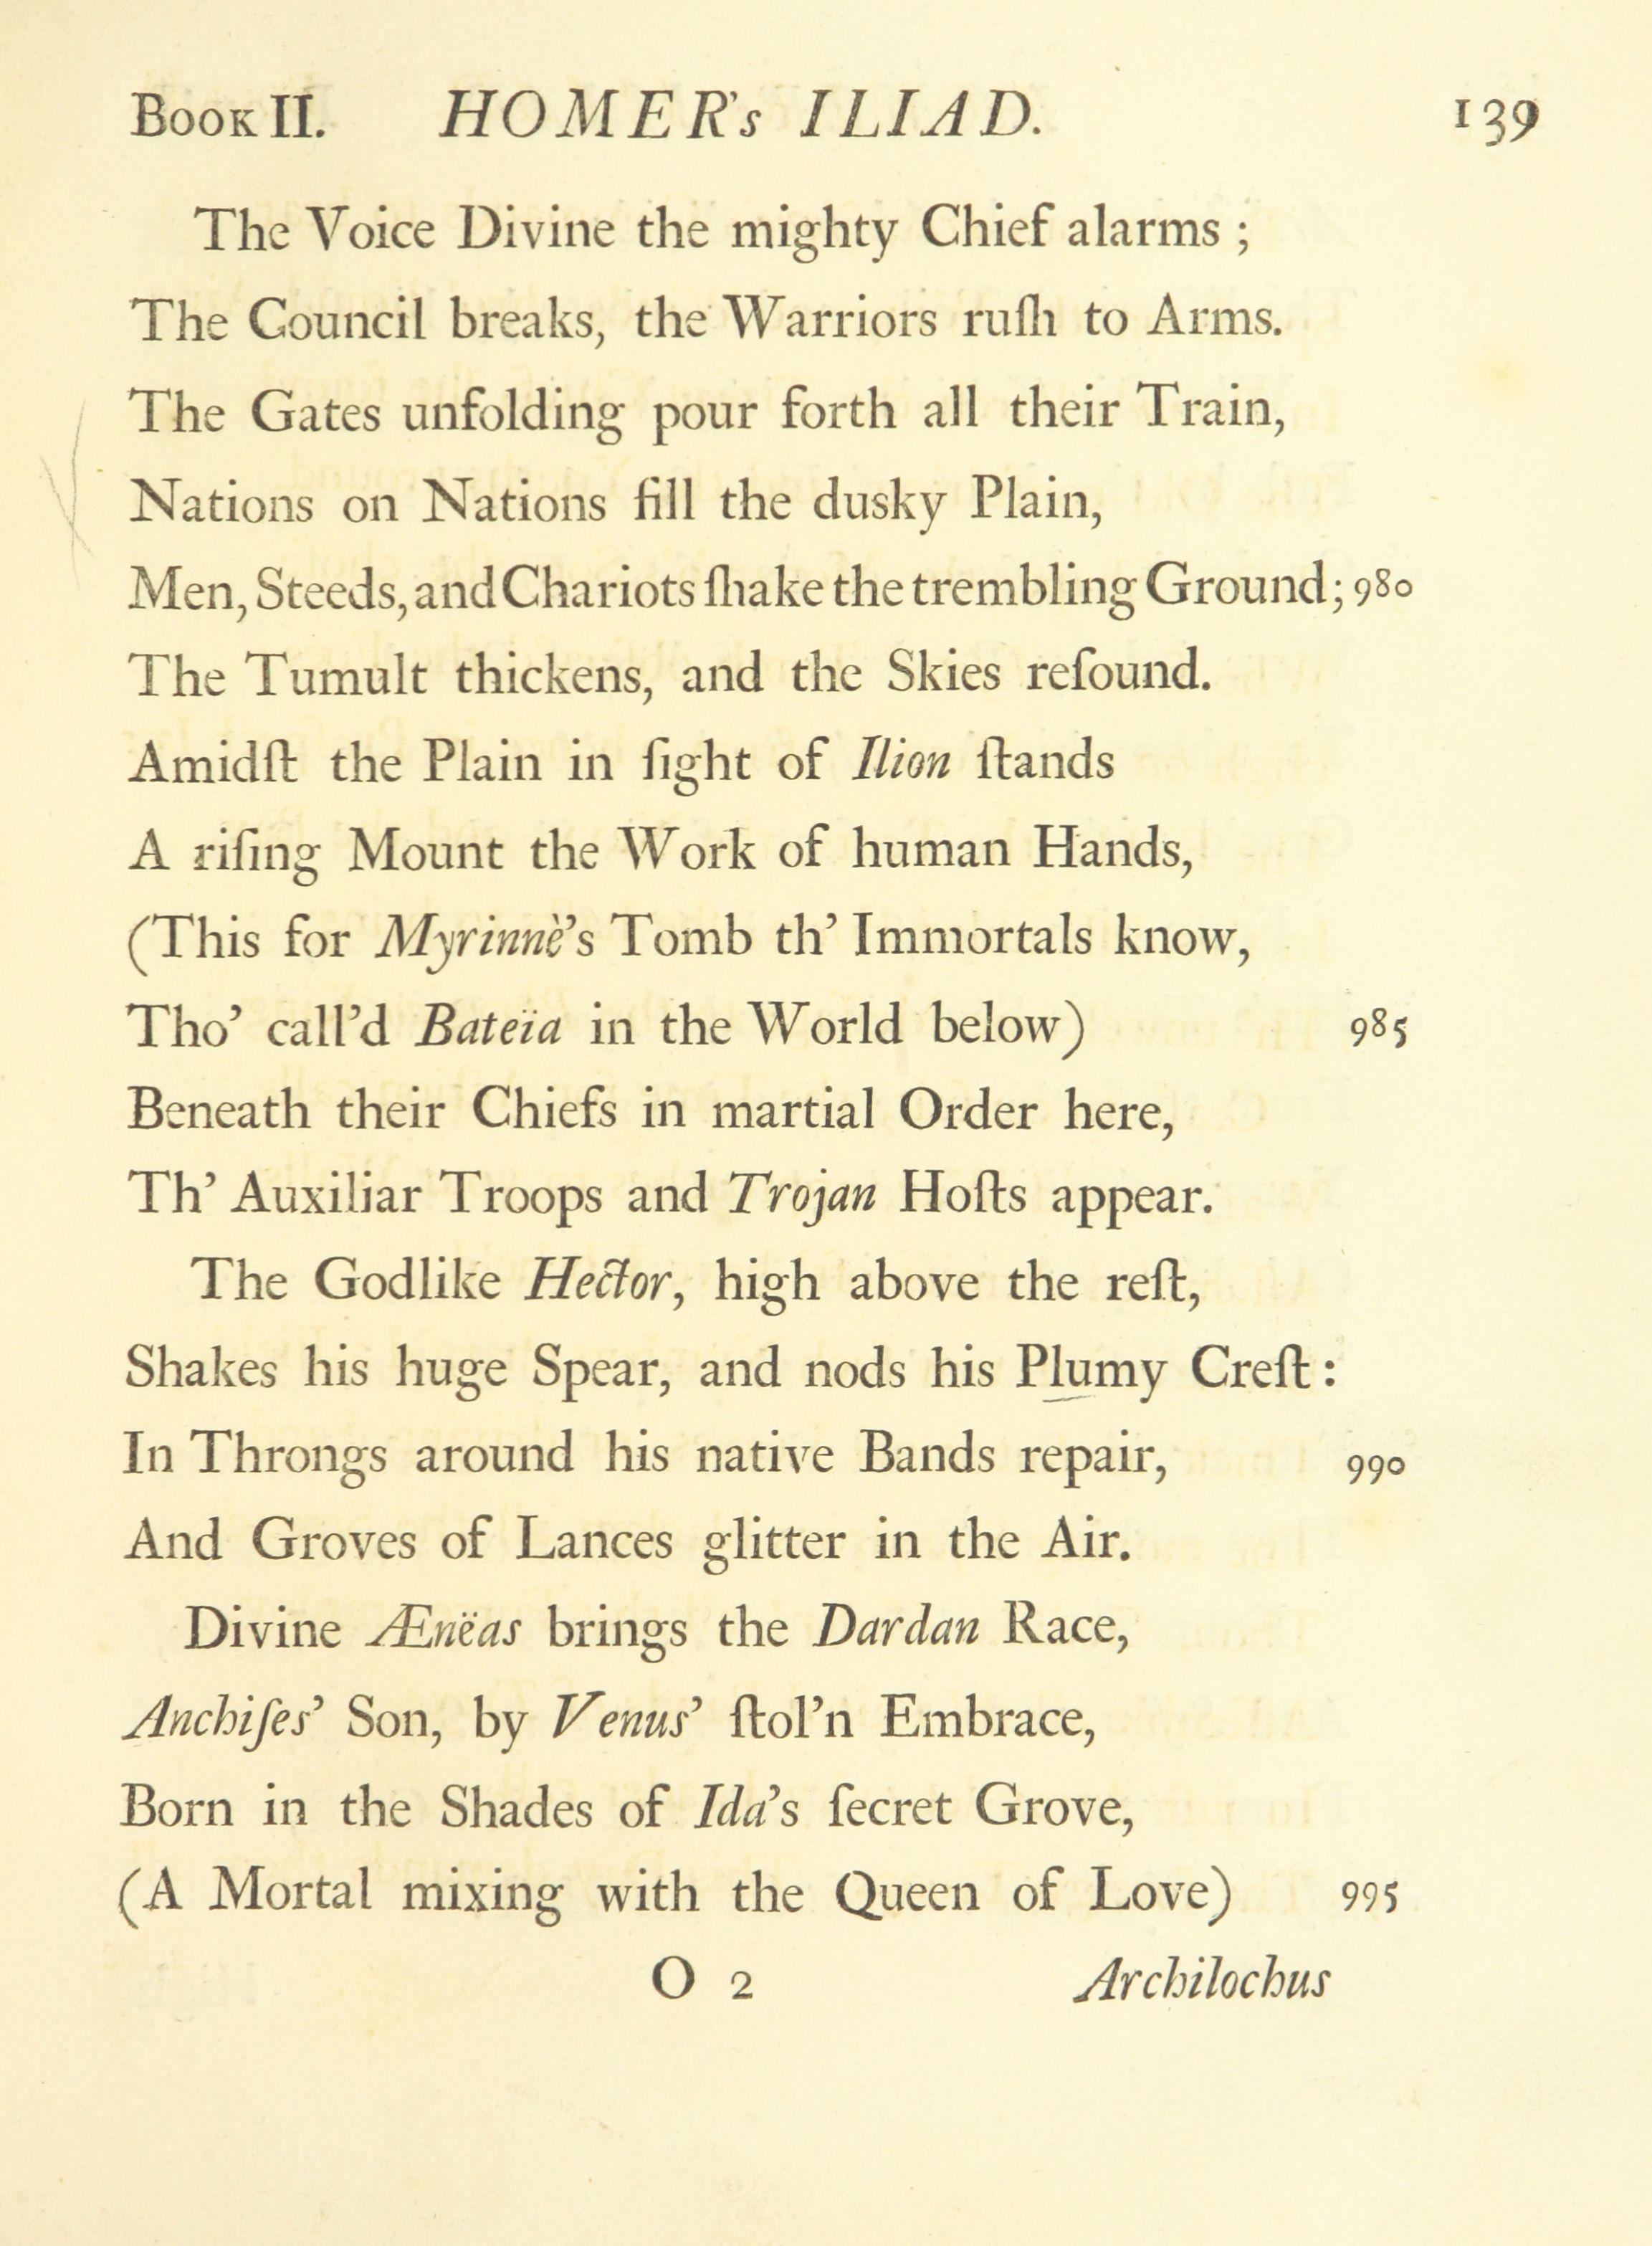 Book II. HOMER's ILIAD. 139
The Voice Divine the mighty Chief alarms ;
The Council breaks, the Warriors ruſh to Arms.
The Gates unfolding pour forth all their Train,
Nations on Nations fill the dusky Plain,
Men, Steeds, and Chariots ſhake the trembling Ground; 980
The Tumult thickens, and the Skies reſound.
Amidſt the Plain in ſight of Ilion ſtands
A riſing Mount the Work of human Hands,
(This for Myrinnè's Tomb th' Immortals know,
Tho' call'd Bateïa in the World below) 985
Beneath their Chiefs in martial Order here,
Th' Auxiliar Troops and Trojan Hoſts appear.
The Godlike Hector, high above the reſt,
Shakes his huge Spear, and nods his Plumy Creſt :
In Throngs around his native Bands repair, 990
And Groves of Lances glitter in the Air.
Divine Ænëas brings the Dardan Race,
Anchiſes' Son, by Venus' ſtol'n Embrace,
Born in the Shades of Ida's ſecret Grove,
(A Mortal mixing with the Queen of Love) 995
O 2 Archilochus